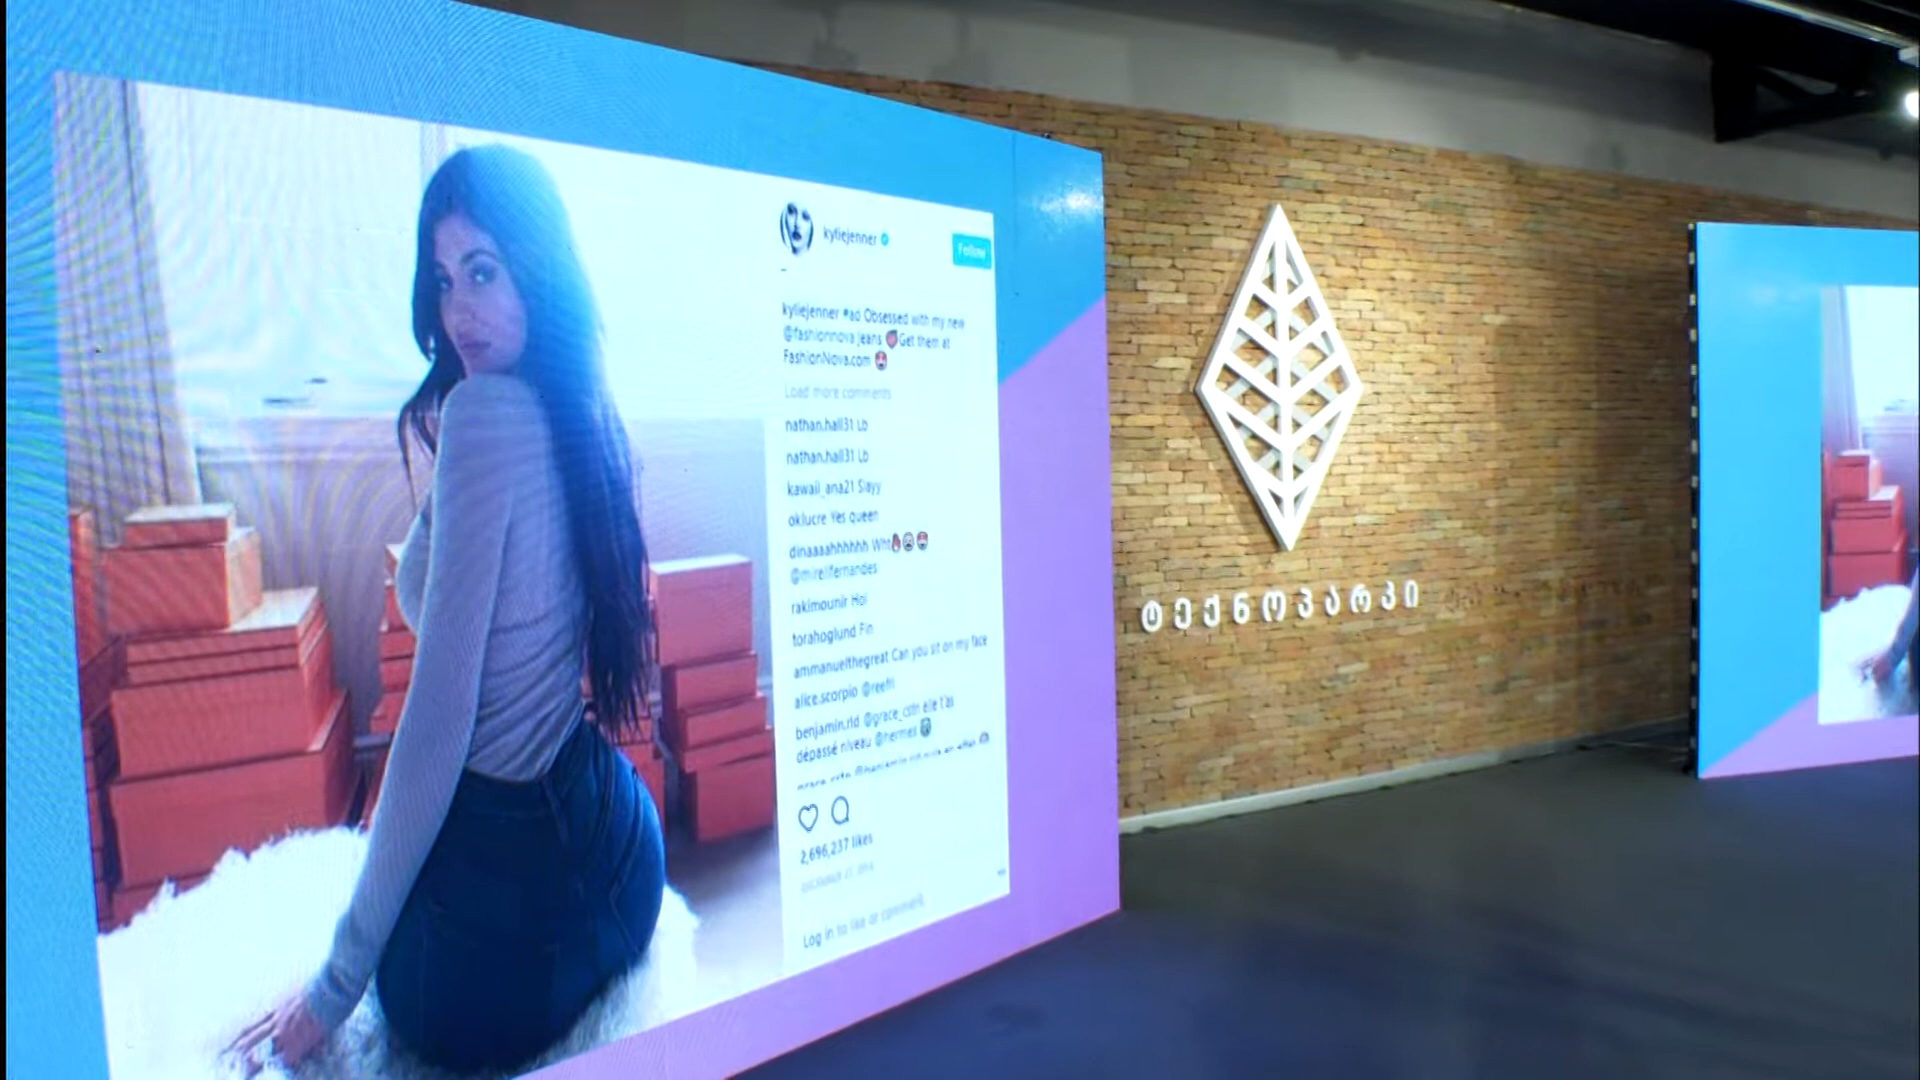 kyliejenner
Follow
kyliejenner #ad Obsessed with my new
@fashionnova jeans 🍑Get them at
FashionNova.com 😍
Load more comments
nathan.hall31 Lb
nathan.hall31 Lb
kawaii_ana21 Slayy
oklucre Yes queen
dinaaaahhhhhh Wht
@mirelifernandes
rakimounir Hoi
torahoglund Fin
ammanuelthegreat Can you sit on my face
alice.scorpio
benjamin.rld @grace_cstn elle t'as
dépassé niveau @hermes
2,696,237 likes
Log in to like or comment.
ტექნოპარკი